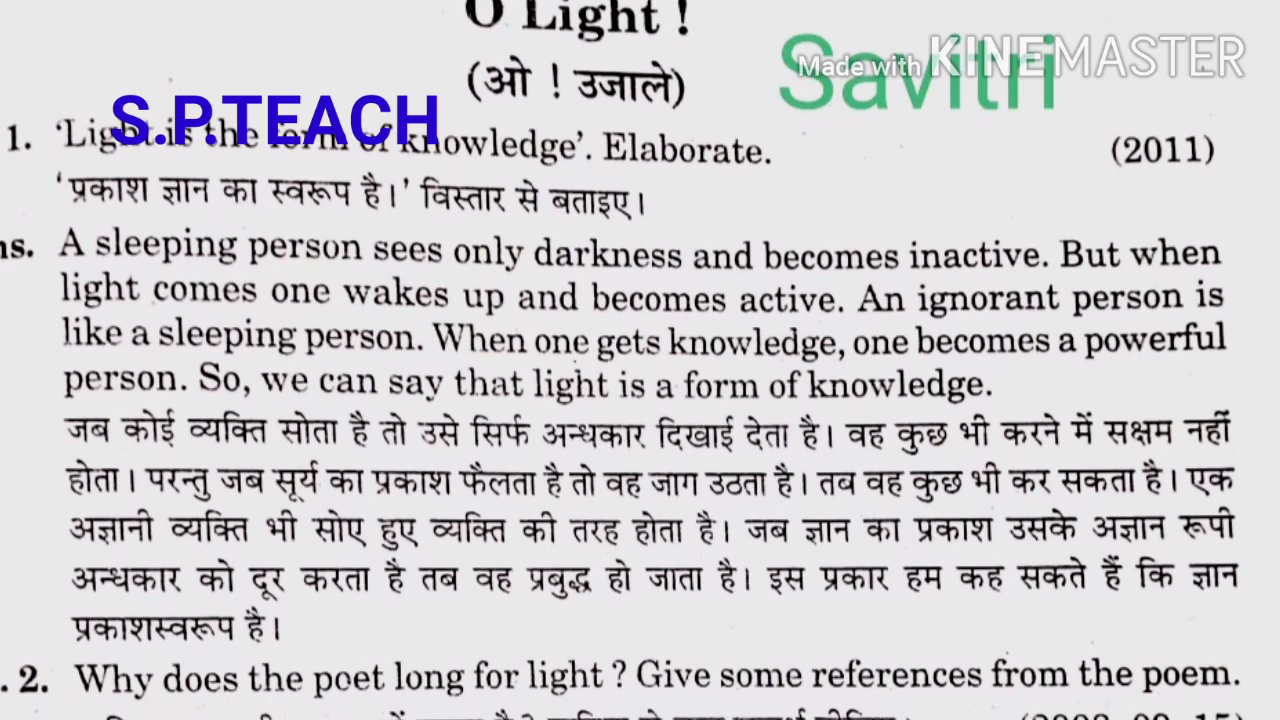 O Light !
Savitri
Made with KINEMASTER
(ओ ! उजाले)
S.P.TEACH
1. 'Light is the form of knowledge'. Elaborate. (2011)
'प्रकाश ज्ञान का स्वरूप है।' विस्तार से बताइए।
ns. A sleeping person sees only darkness and becomes inactive. But when
light comes one wakes up and becomes active. An ignorant person is
like a sleeping person. When one gets knowledge, one becomes a powerful
person. So, we can say that light is a form of knowledge.
जब कोई व्यक्ति सोता है तो उसे सिर्फ अन्धकार दिखाई देता है। वह कुछ भी करने में सक्षम नहीं
होता। परन्तु जब सूर्य का प्रकाश फैलता है तो वह जाग उठता है। तब वह कुछ भी कर सकता है। एक
अज्ञानी व्यक्ति भी सोए हुए व्यक्ति की तरह होता है। जब ज्ञान का प्रकाश उसके अज्ञान रूपी
अन्धकार को दूर करता है तब वह प्रबुद्ध हो जाता है। इस प्रकार हम कह सकते हैं कि ज्ञान
प्रकाशस्वरूप है।
. 2. Why does the poet long for light ? Give some references from the poem.